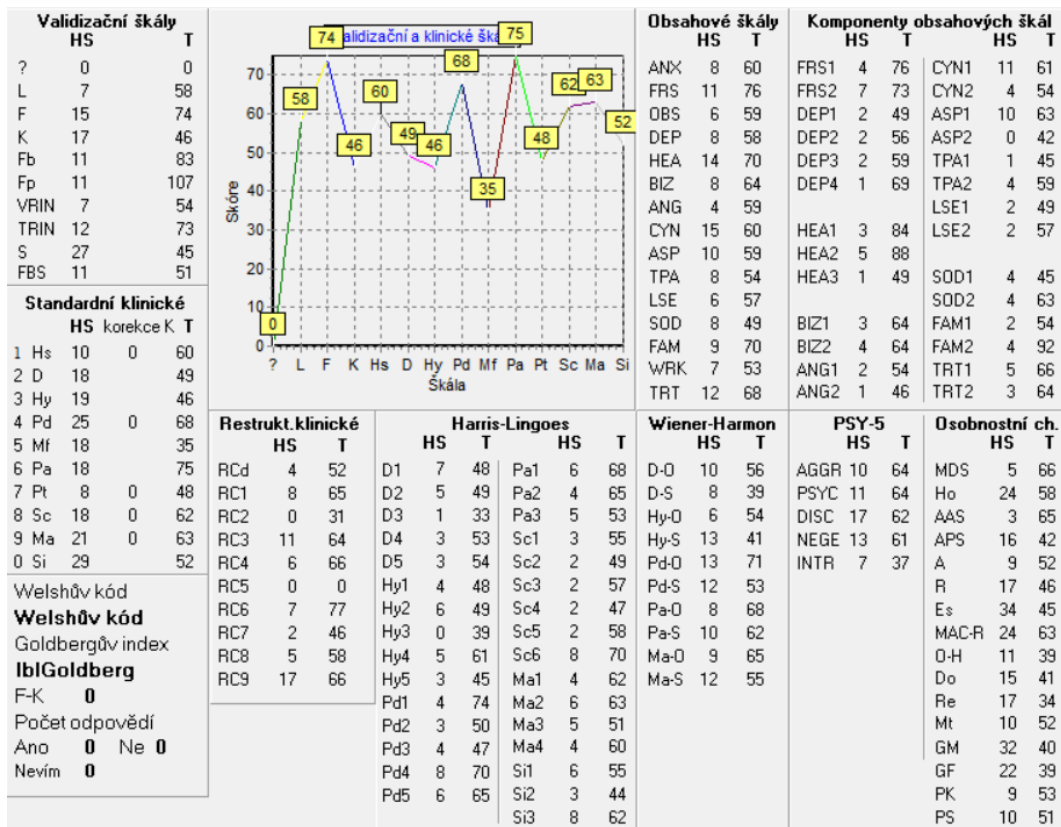 Validizační škály
HS T
? 0 0
L 7 58
F 15 74
K 17 46
Fb 11 83
Fp 11 107
VRIN 7 54
TRIN 12 73
S 27 45
FBS 11 51
Standardní klinické
HS korekce K T
1 Hs 10 0 60
2 D 18 49
3 Hy 19 46
4 Pd 25 0 68
5 Mf 18 35
6 Pa 18 75
7 Pt 8 0 48
8 Sc 18 0 62
9 Ma 21 0 63
0 Si 29 52
Welshův kód
Welshův kód
Goldbergův index
lblGoldberg
F-K 0
Počet odpovědí
Ano 0 Ne 0
Nevím 0
alidizační a klinické šká
Skóre
70
60
50
40
30
20
10
0
0
58
74
46
60
49
46
68
35
75
48
62
63
52
? L F K Hs D Hy Pd Mf Pa Pt Sc Ma Si
Škála
Obsahové škály
HS T
ANX 8 60
FRS 11 76
OBS 6 59
DEP 8 58
HEA 14 70
BIZ 8 64
ANG 4 59
CYN 15 60
ASP 10 59
TPA 8 54
LSE 6 57
SOD 8 49
FAM 9 70
WRK 7 53
TRT 12 68
Komponenty obsahových škál
HS T HS T
FRS1 4 76 CYN1 11 61
FRS2 7 73 CYN2 4 54
DEP1 2 49 ASP1 10 63
DEP2 2 56 ASP2 0 42
DEP3 2 59 TPA1 1 45
DEP4 1 69 TPA2 4 59
LSE1 2 49
HEA1 3 84 LSE2 2 57
HEA2 5 88
HEA3 1 49 SOD1 4 45
SOD2 4 63
BIZ1 3 64 FAM1 2 54
BIZ2 4 64 FAM2 4 92
ANG1 2 54 TRT1 5 66
ANG2 1 46 TRT2 3 64
Restrukt.klinické
HS T
RCd 4 52
RC1 8 65
RC2 0 31
RC3 11 64
RC4 6 66
RC5 0 0
RC6 7 77
RC7 2 46
RC8 5 58
RC9 17 66
Harris-Lingoes
HS T HS T
D1 7 48 Pa1 6 68
D2 5 49 Pa2 4 65
D3 1 33 Pa3 5 53
D4 3 53 Sc1 3 55
D5 3 54 Sc2 2 49
Hy1 4 48 Sc3 2 57
Hy2 6 49 Sc4 2 47
Hy3 0 39 Sc5 2 58
Hy4 5 61 Sc6 8 70
Hy5 3 45 Ma1 4 62
Pd1 4 74 Ma2 6 63
Pd2 3 50 Ma3 5 51
Pd3 4 47 Ma4 4 60
Pd4 8 70 Si1 6 55
Pd5 6 65 Si2 3 44
Si3 8 62
Wiener-Harmon
HS T
D-O 10 56
D-S 8 39
Hy-O 6 54
Hy-S 13 41
Pd-O 13 71
Pd-S 12 53
Pa-O 8 68
Pa-S 10 62
Ma-O 9 65
Ma-S 12 55
PSY-5
HS T
AGGR 10 64
PSYC 11 64
DISC 17 62
NEGE 13 61
INTR 7 37
Osobnostní ch.
HS T
MDS 5 66
Ho 24 58
AAS 3 65
APS 16 42
A 9 52
R 17 46
Es 34 45
MAC-R 24 63
O-H 11 39
Do 15 41
Re 17 34
Mt 10 52
GM 32 40
GF 22 39
PK 9 53
PS 10 51